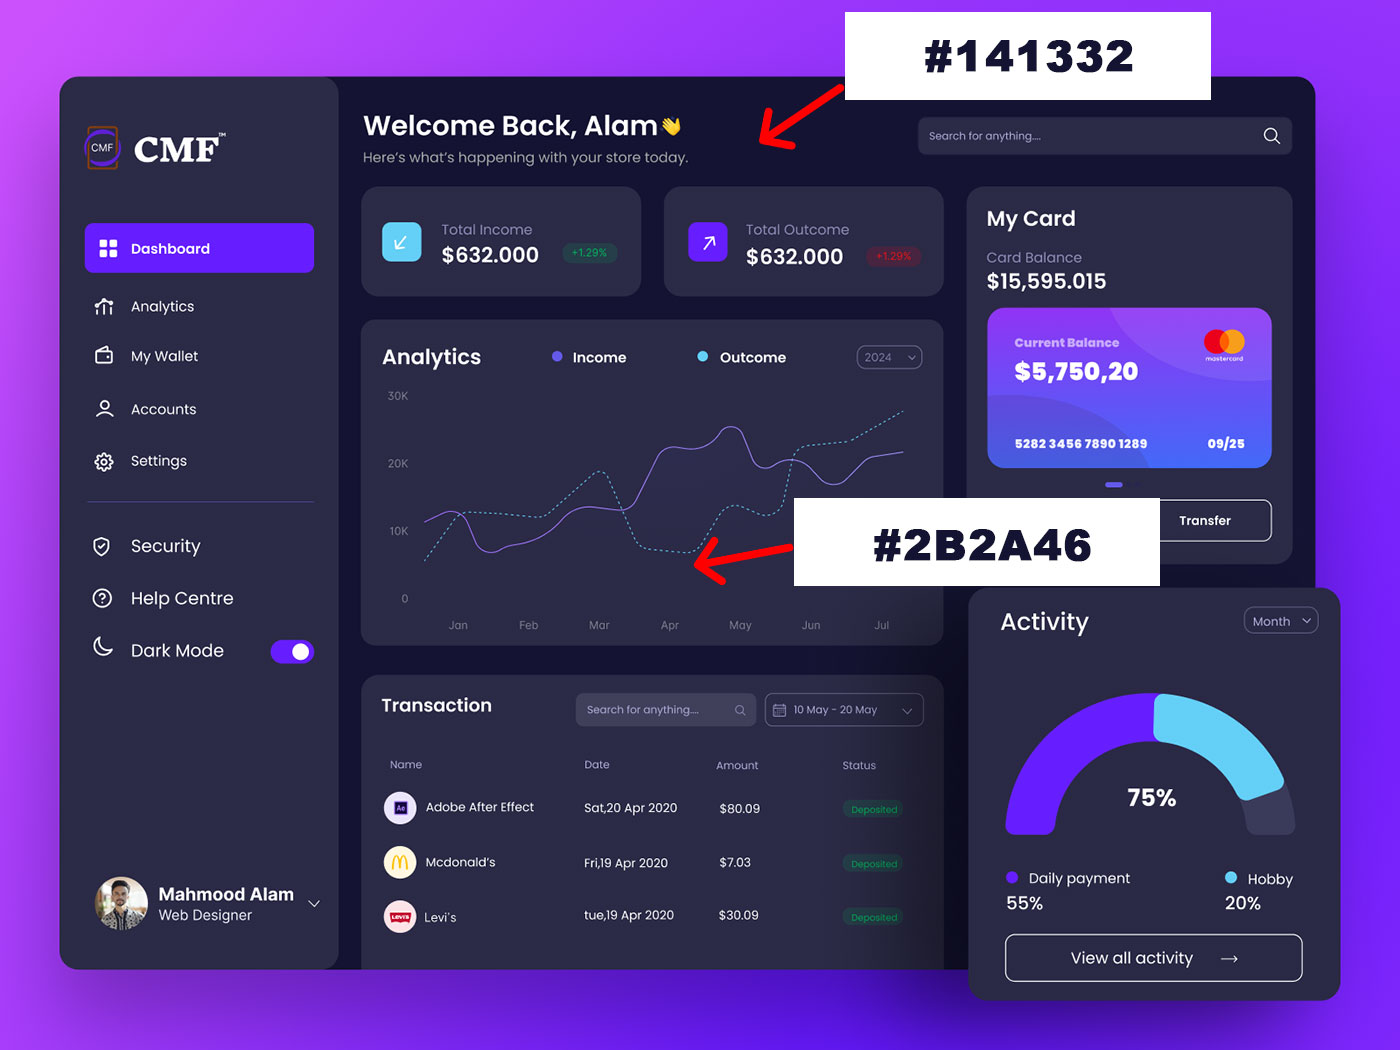 #141332
CMF
CMF™
Welcome Back, Alam👋
Here's what's happening with your store today.
Search for anything....
Dashboard
Analytics
My Wallet
Accounts
Settings
Security
Help Centre
Dark Mode
Mahmood Alam
Web Designer
Total Income
$632.000
+1.29%
Total Outcome
$632.000
+1.29%
My Card
Card Balance
$15,595.015
Current Balance
$5,750,20
mastercard
5282 3456 7890 1289
09/25
Transfer
Analytics
Income
Outcome
2024
30K
20K
10K
0
Jan Feb Mar Apr May Jun Jul
#2B2A46
Transaction
Search for anything....
10 May - 20 May
Name Date Amount Status
Ae
Adobe After Effect Sat,20 Apr 2020 $80.09 Deposited
Mcdonald's Fri,19 Apr 2020 $7.03 Deposited
Levi's
Levi's tue,19 Apr 2020 $30.09 Deposited
Activity
Month
75%
Daily payment
55%
Hobby
20%
View all activity →